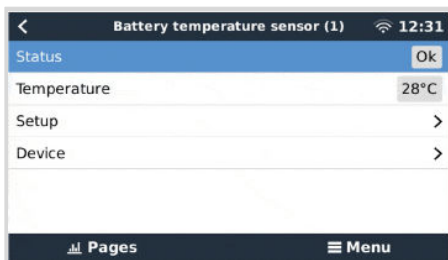 Battery temperature sensor (1) 12:31
Status Ok
Temperature 28°C
Setup
Device
Pages Menu